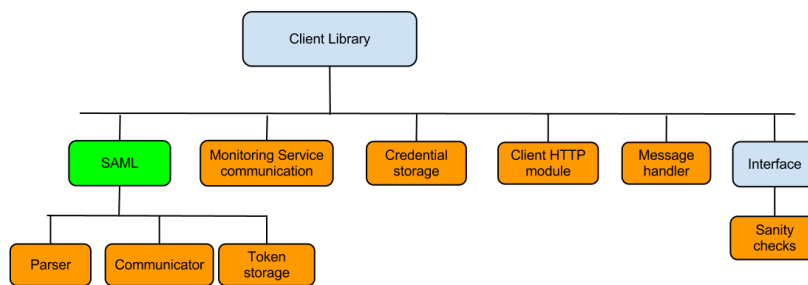 Client Library
SAML
Monitoring Service
communication
Credential
storage
Client HTTP
module
Message
handler
Interface
Parser
Communicator
Token
storage
Sanity
checks